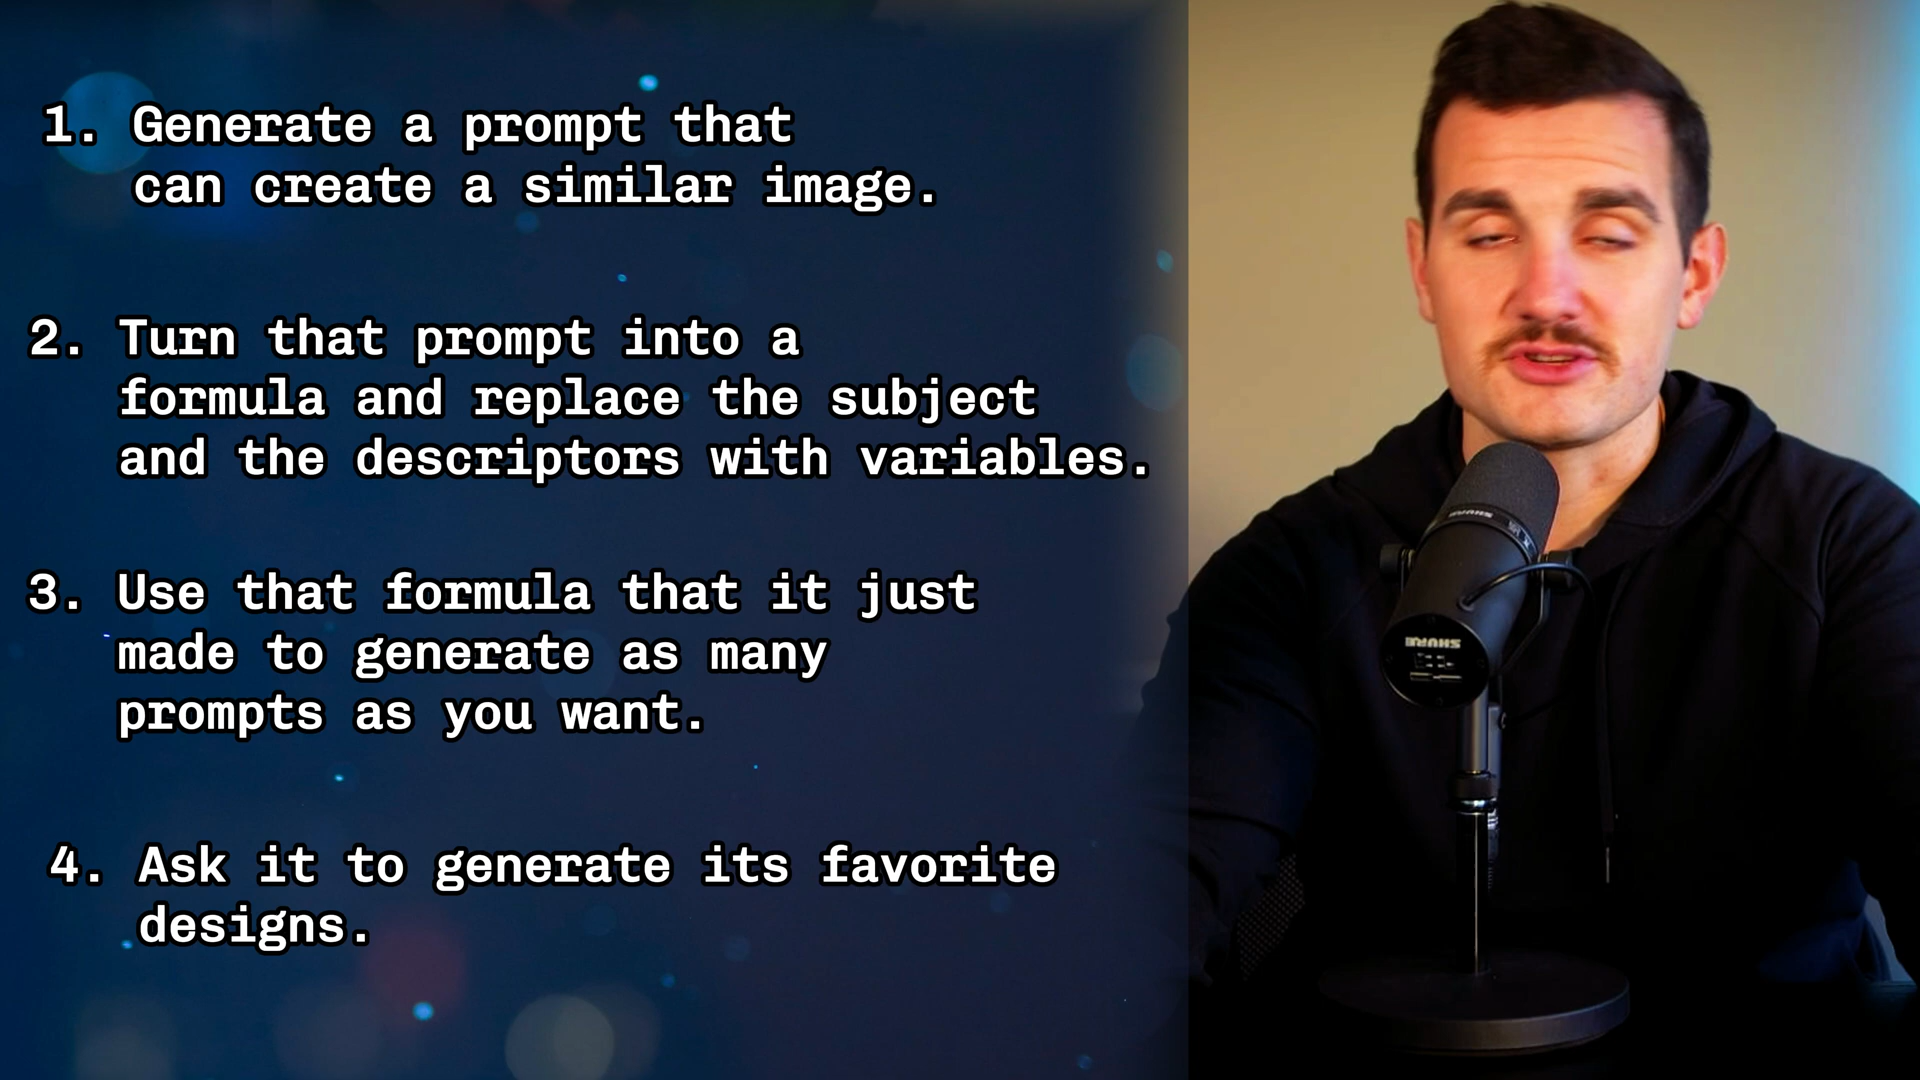 1. Generate a prompt that
can create a similar image.
2. Turn that prompt into a
formula and replace the subject
and the descriptors with variables.
3. Use that formula that it just
made to generate as many
prompts as you want.
4. Ask it to generate its favorite
designs.
SHURE
SHURE